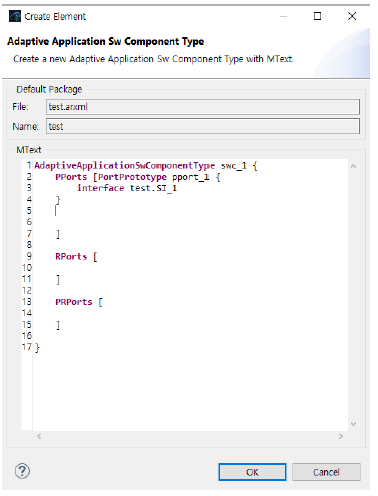 Create Element
Adaptive Application Sw Component Type
Create a new Adaptive Application Sw Component Type with MText.
Default Package
File: test.arxml
Name: test
MText
1 AdaptiveApplicationSwComponentType swc_1 {
2     PPorts [PortPrototype pport_1 {
3         interface test.SI_1
4     }
5
6
7     ]
8
9     RPorts [
10
11     ]
12
13     PRPorts [
14
15     ]
16
17 }
OK Cancel